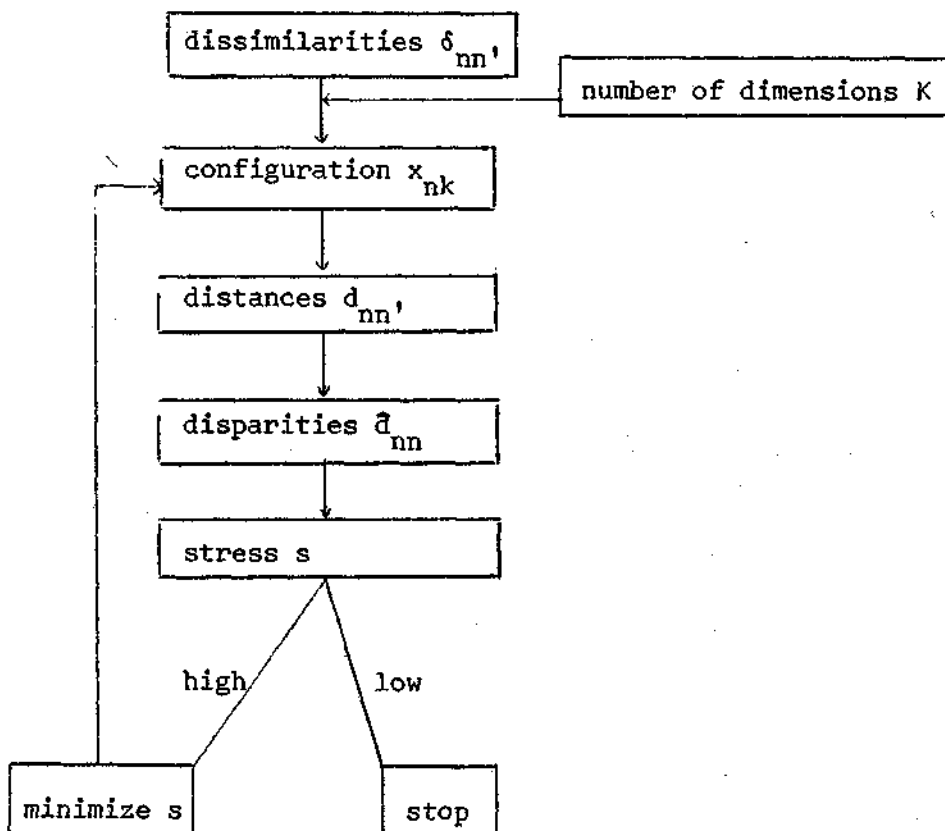 dissimilarities δnn'
number of dimensions K
configuration xnk
distances dnn'
disparities d̂nn
stress s
high low
minimize s stop